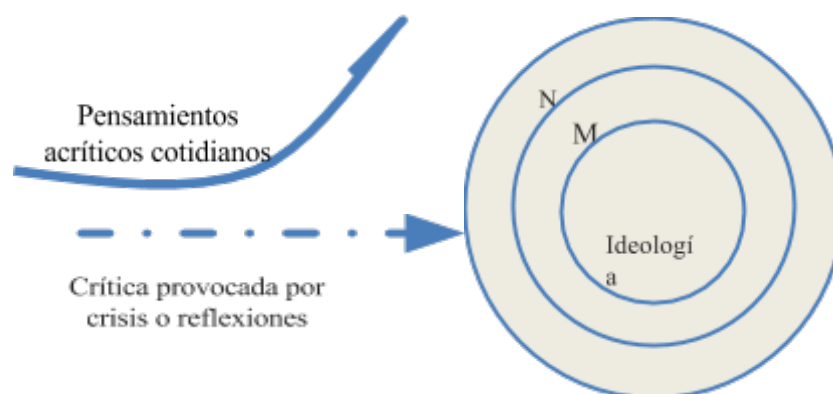 Pensamientos
acríticos cotidianos
Crítica provocada por
crisis o reflexiones
N
M
Ideologí
a